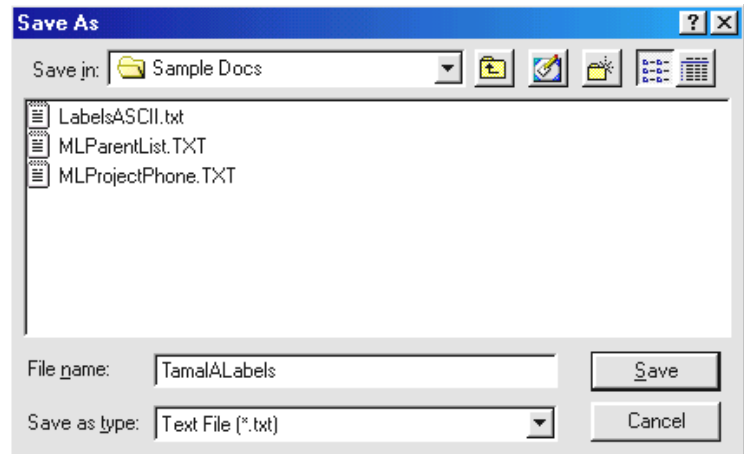 Save As
Save in: Sample Docs
LabelsASCII.txt
MLParentList.TXT
MLProjectPhone.TXT
File name: TamalALabels Save
Save as type: Text File (*.txt) Cancel